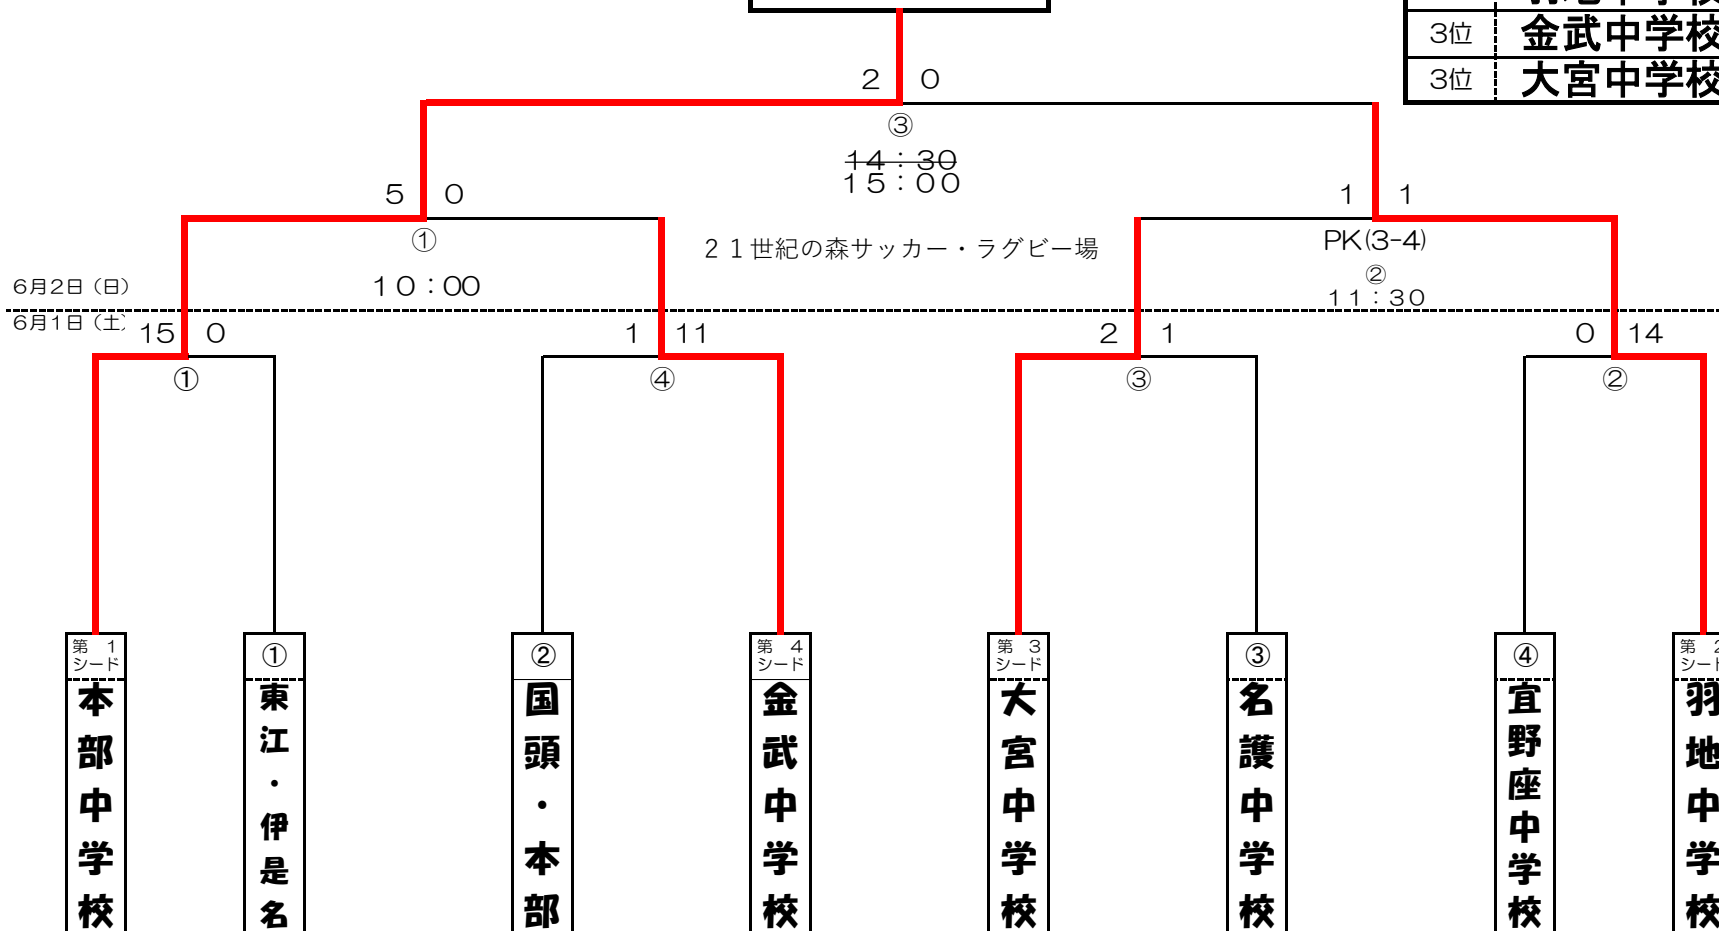 3位 金武中学校
3位 大宮中学校
2 0
③
14:30
15:00
5 0
①
10:00
1 1
PK(3-4)
②
11:30
21世紀の森サッカー・ラグビー場
6月2日（日）
6月1日（土）
15 0
①
1 11
④
2 1
③
0 14
②
第 1
シード
本部中学校
①
東江・伊是名
②
国頭・本部
第 4
シード
金武中学校
第 3
シード
大宮中学校
③
名護中学校
④
宜野座中学校
第 2
シード
羽地中学校